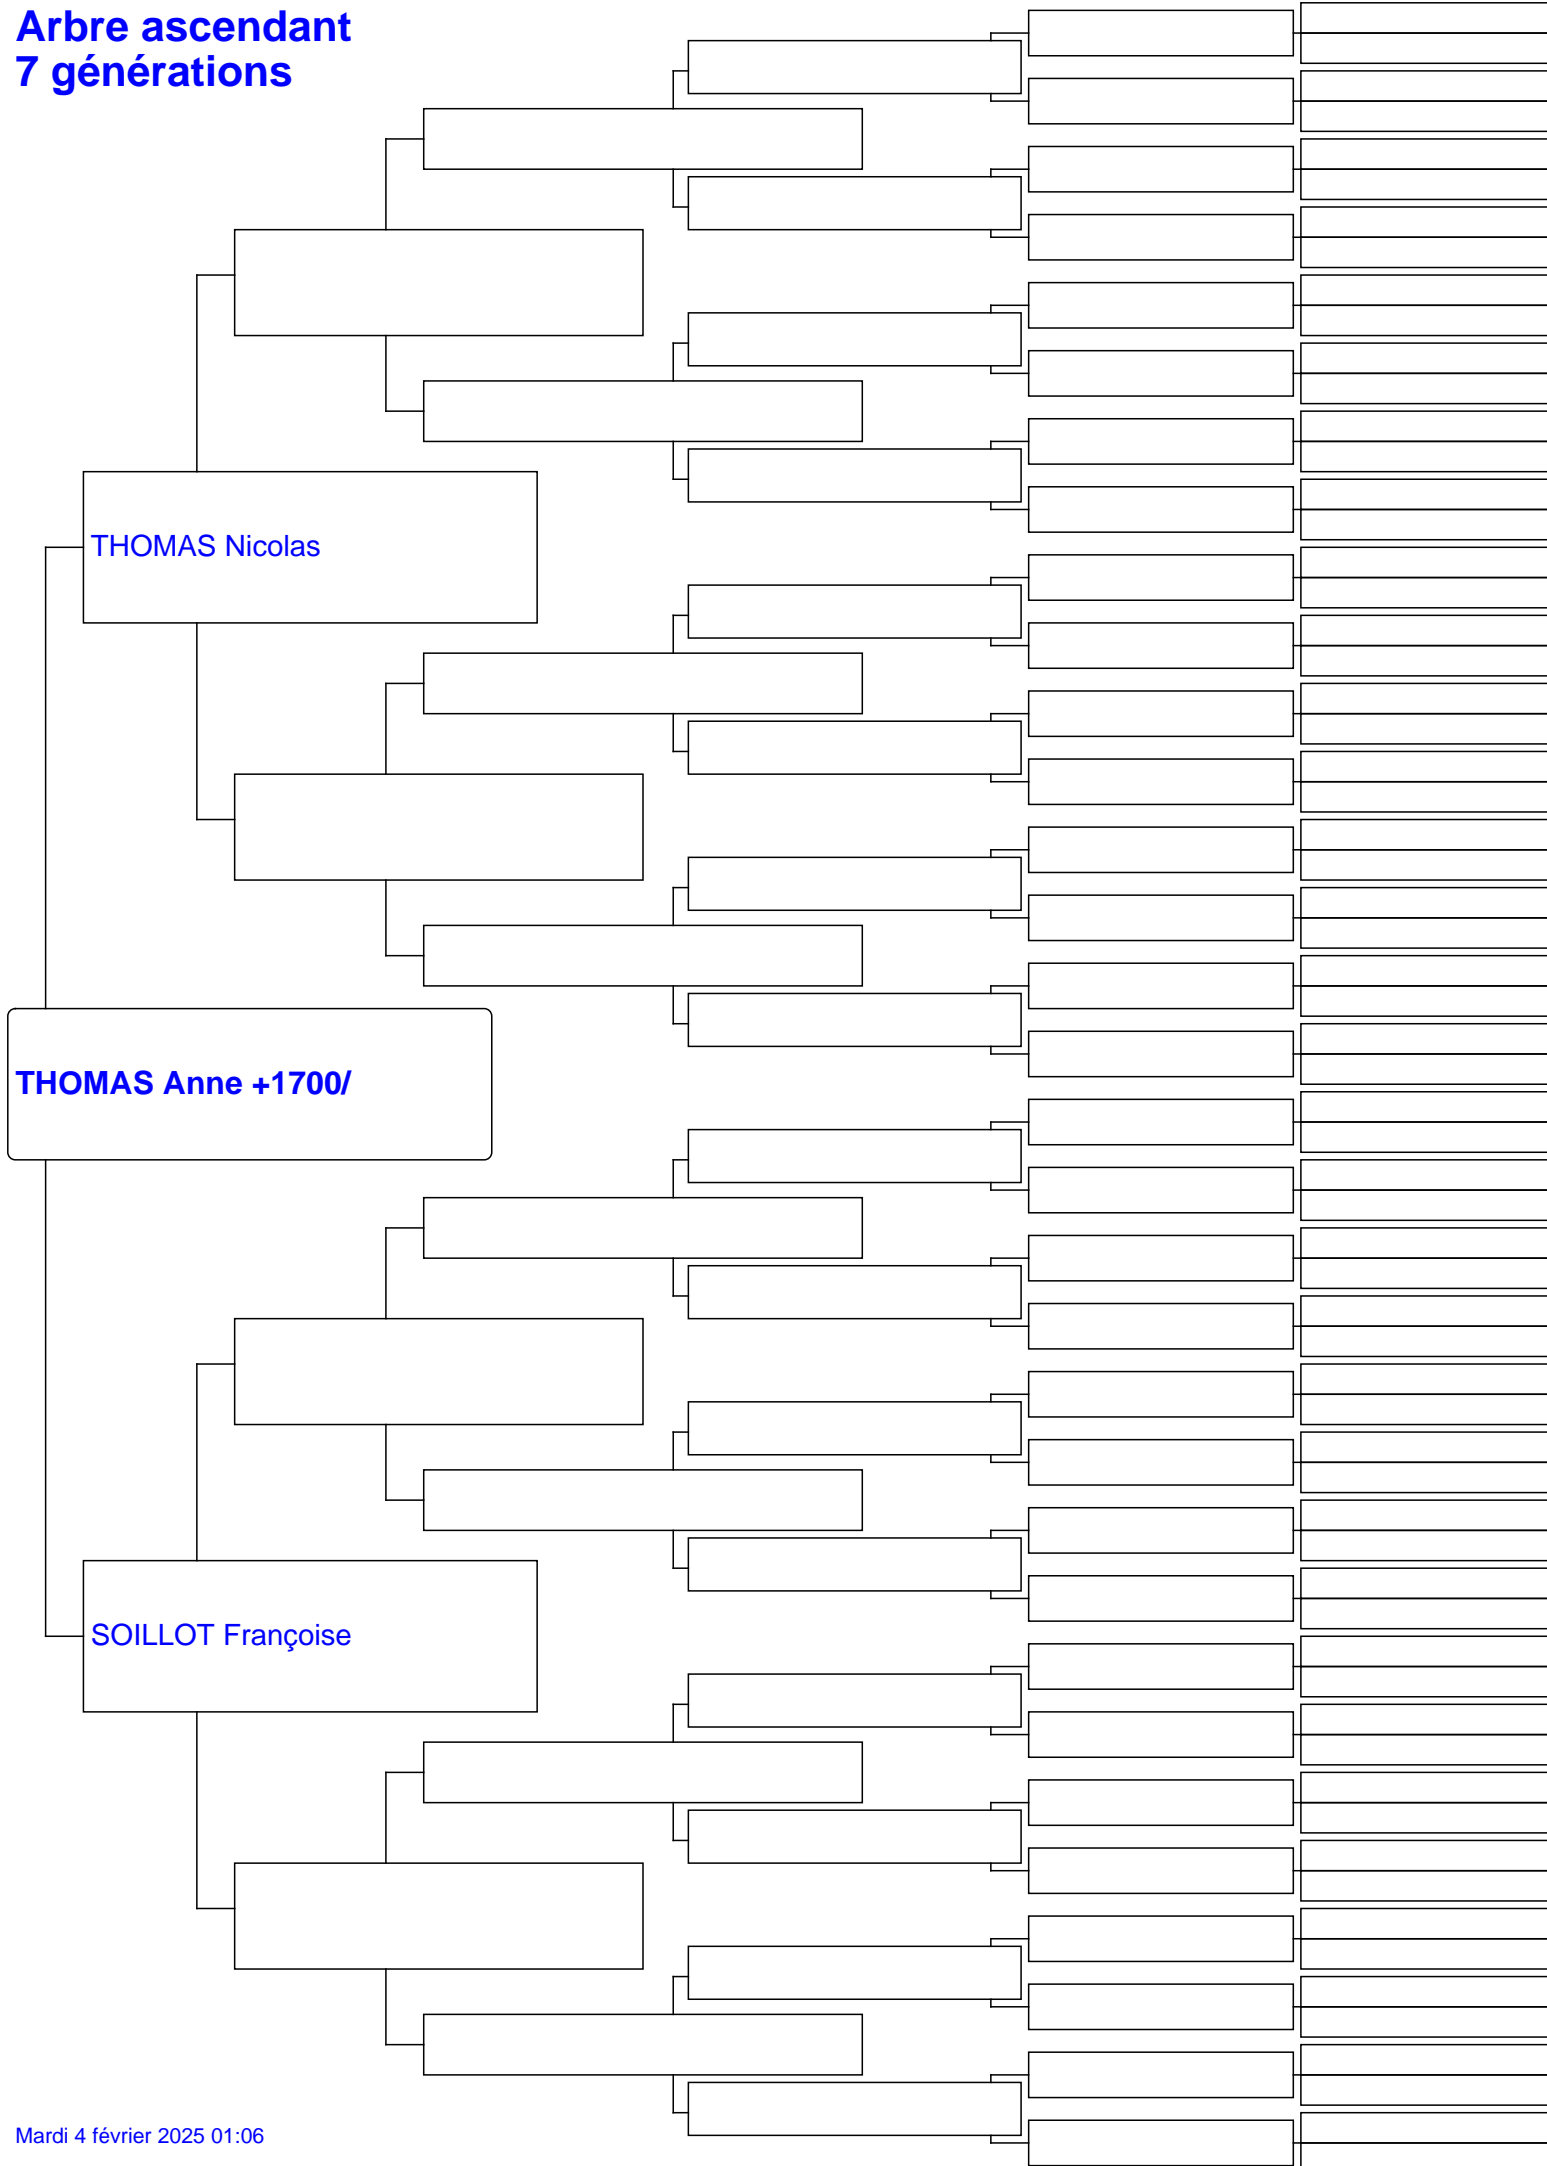 Arbre ascendant
7 générations
THOMAS Nicolas
THOMAS Anne +1700/
SOILLOT Françoise
Mardi 4 février 2025 01:06